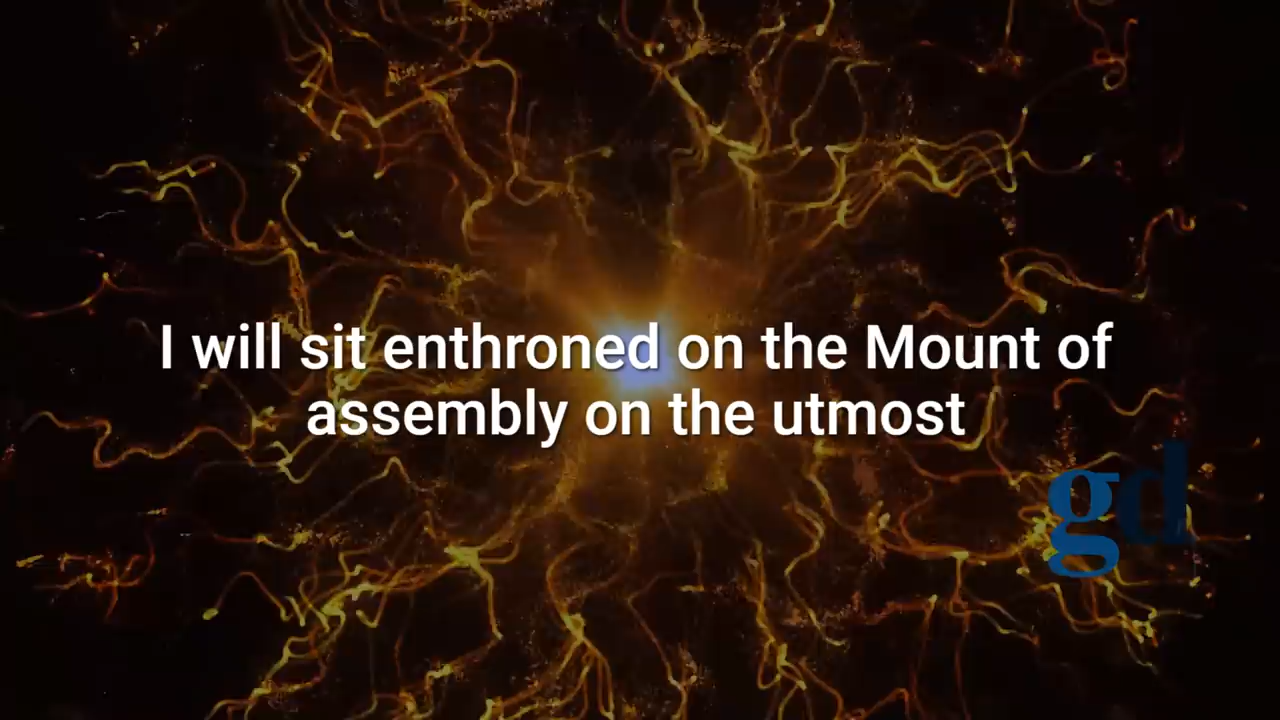 I will sit enthroned on the Mount of
assembly on the utmost
gd